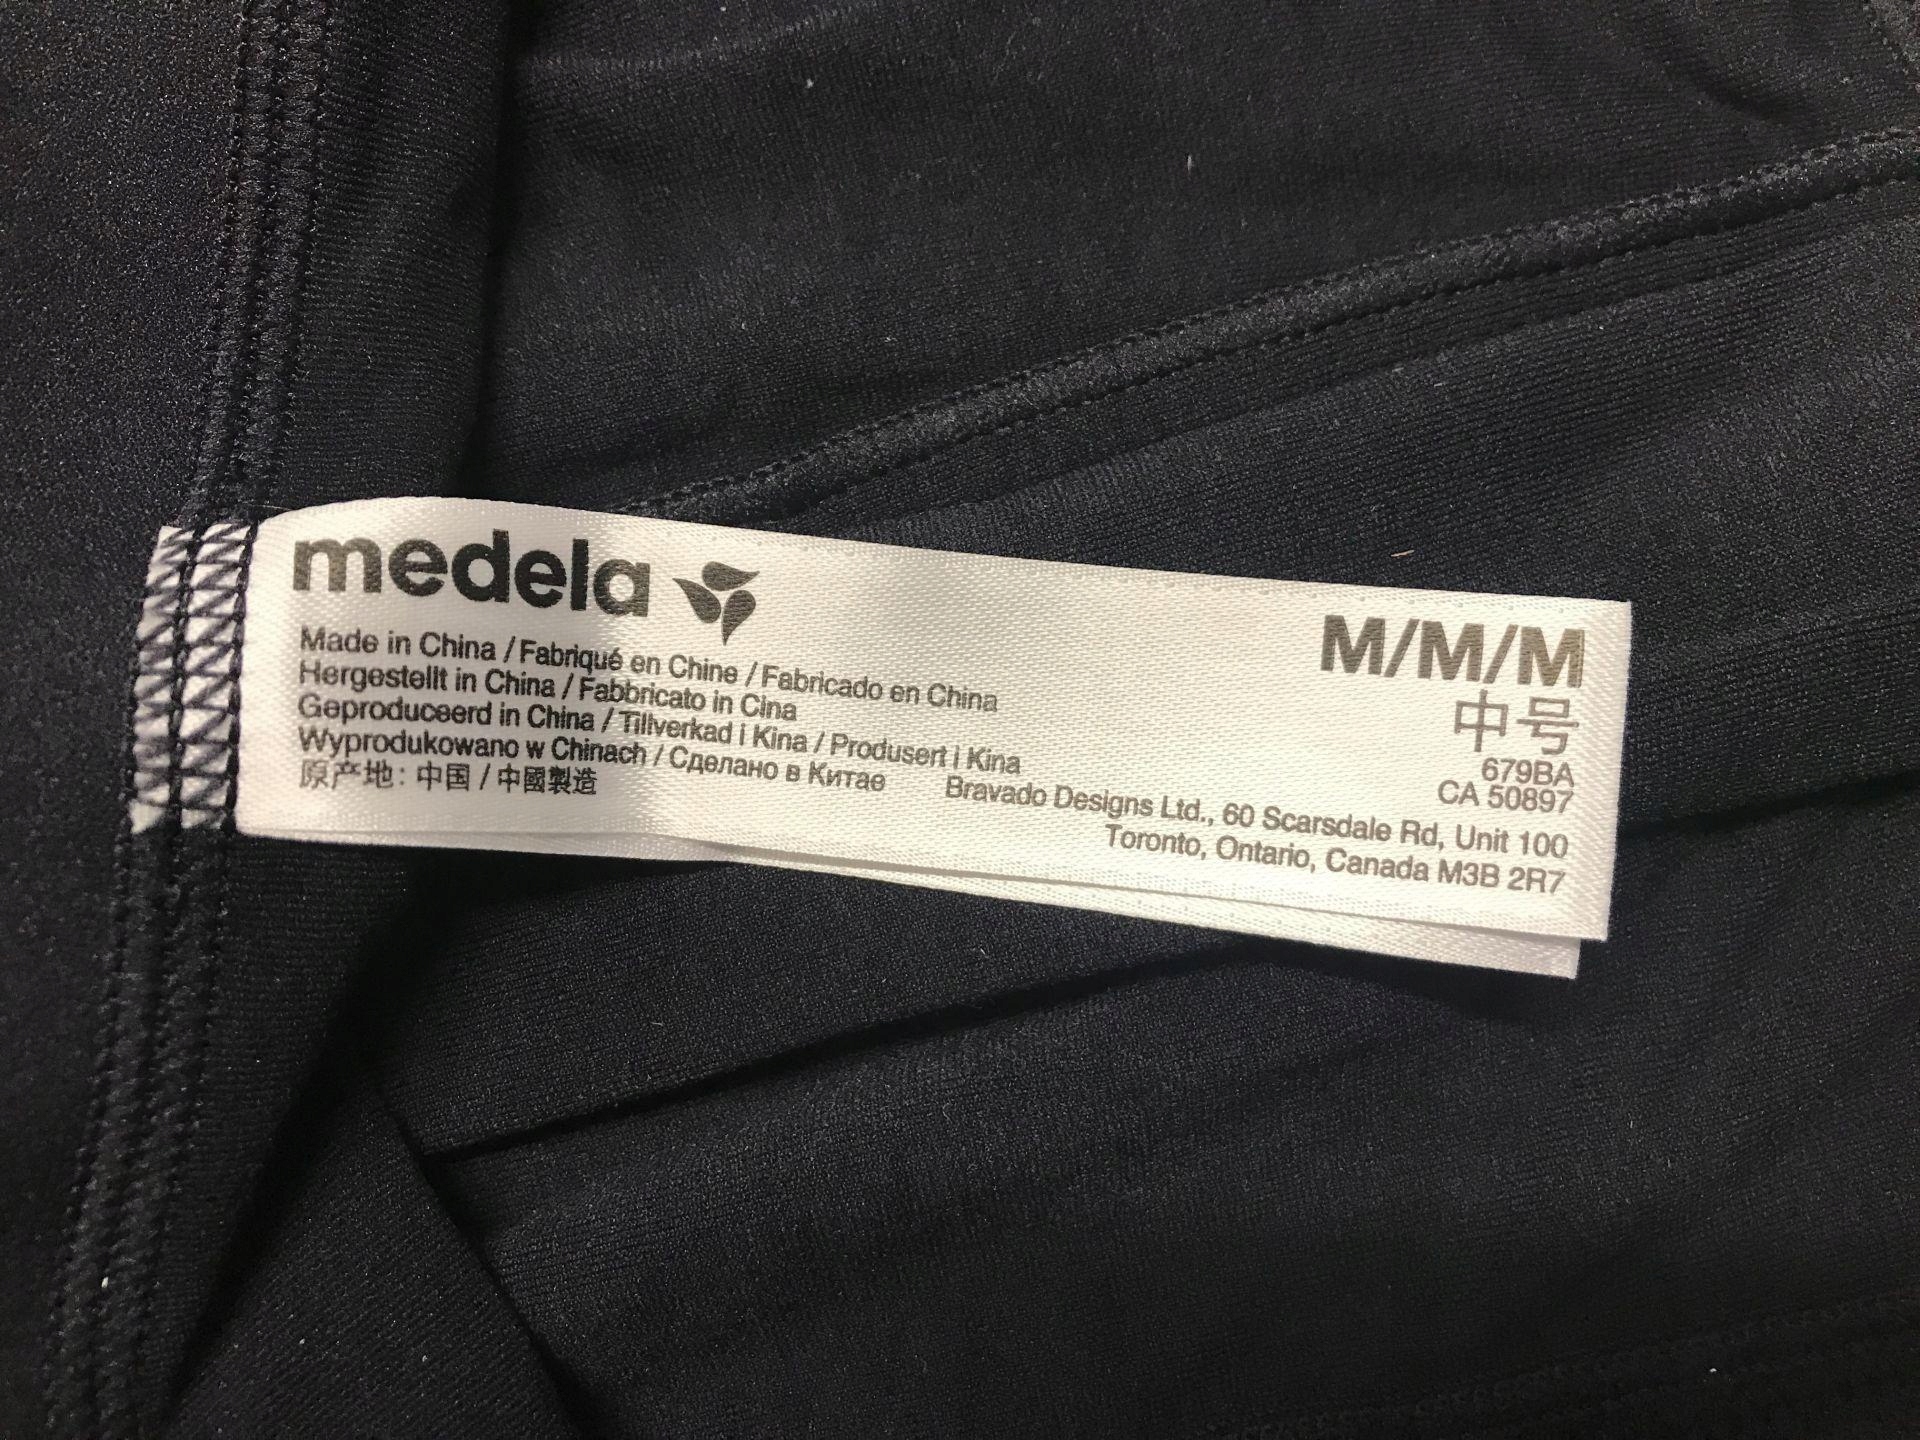 medela
Made in China / Fabriqué en Chine / Fabricado en China
Hergestellt in China / Fabbricato in Cina
Geproduceerd in China / Tillverkad i Kina / Produsert i Kina
Wyprodukowano w Chinach / Сделано в Китае
原产地: 中国 / 中國製造
M/M/M
中号
679BA
CA 50897
Bravado Designs Ltd., 60 Scarsdale Rd, Unit 100
Toronto, Ontario, Canada M3B 2R7